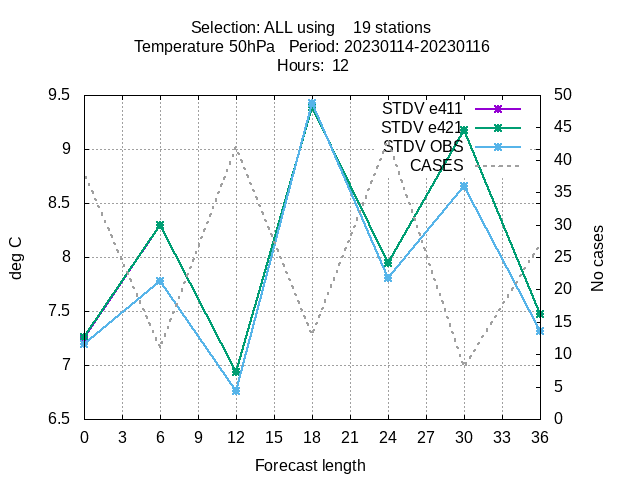 Selection: ALL using    19 stations
Temperature 50hPa   Period: 20230114-20230116
Hours:  12
9.5
9
8.5
8
7.5
7
6.5
deg C
STDV e411
STDV e421
STDV OBS
CASES
50
45
40
35
30
25
20
15
10
5
0
No cases
0 3 6 9 12 15 18 21 24 27 30 33 36
Forecast length